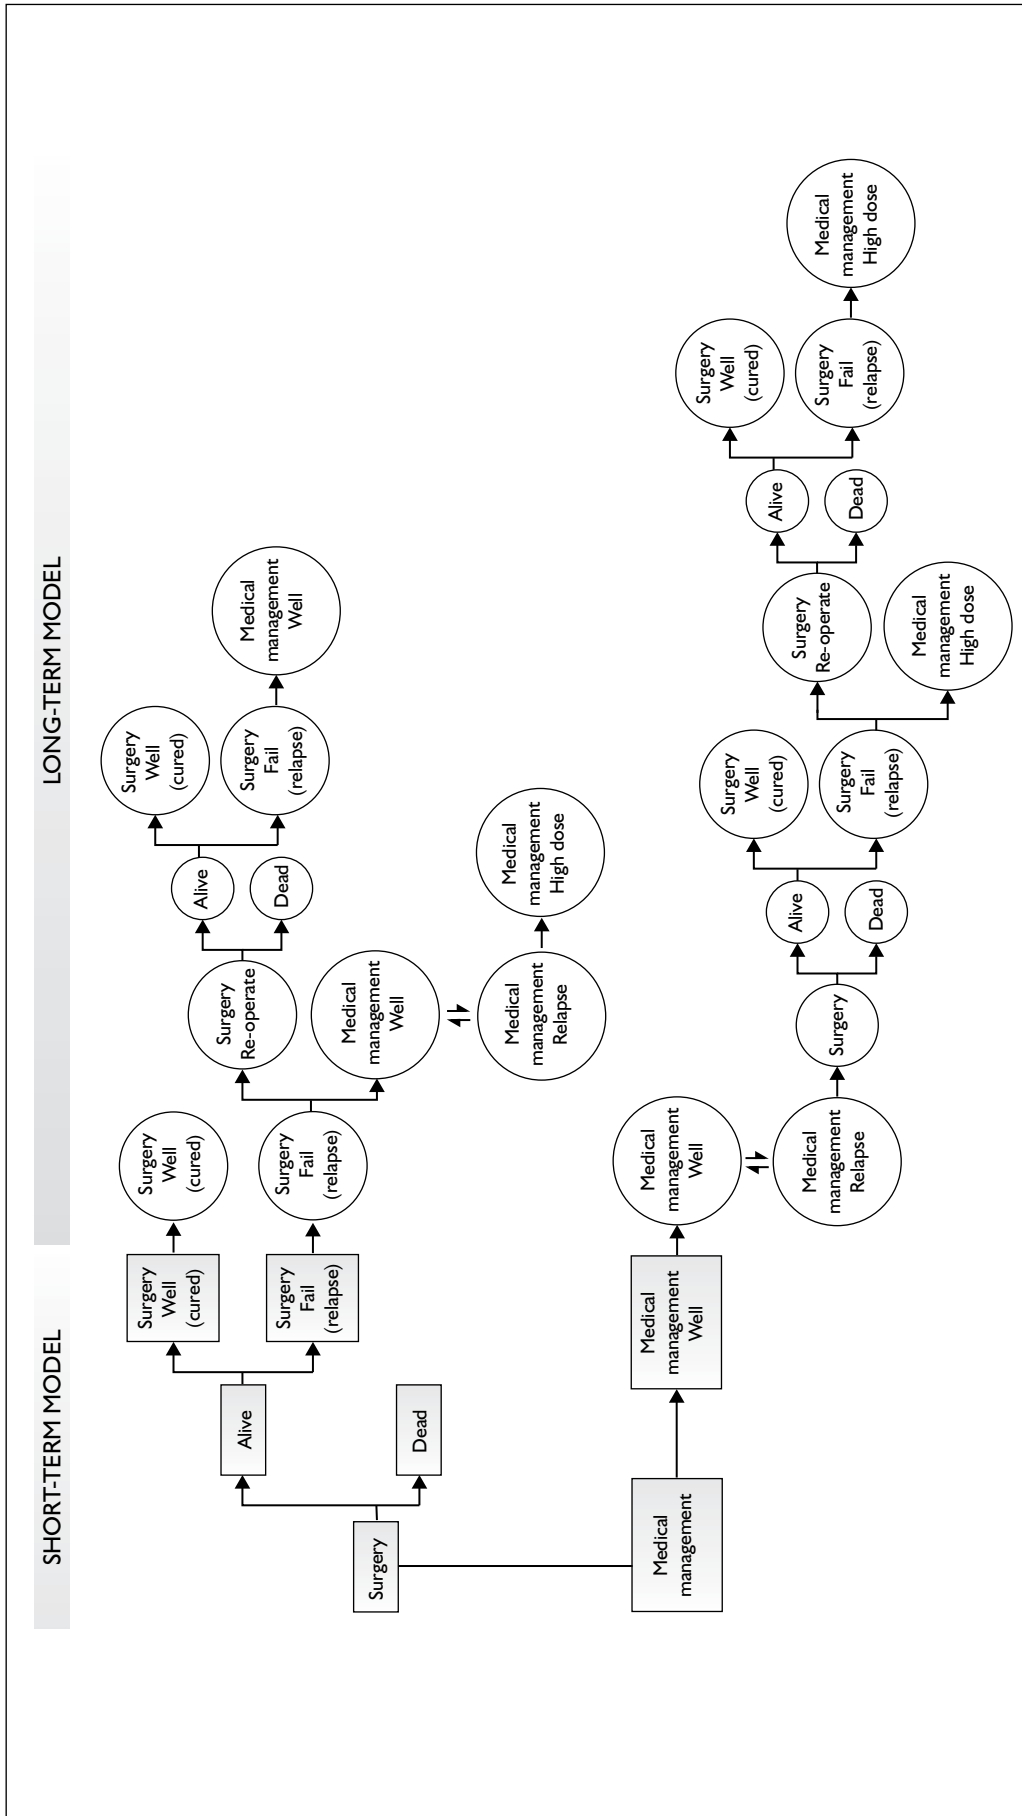 SHORT-TERM MODEL
LONG-TERM MODEL
Surgery
Alive
Dead
Surgery
Well
(cured)
Surgery
Fail
(relapse)
Surgery
Well
(cured)
Surgery
Fail
(relapse)
Surgery
Re-operate
Medical
management
Well
Alive
Dead
Surgery
Well
(cured)
Surgery
Fail
(relapse)
Medical
management
Well
Medical
management
Relapse
Medical
management
High dose
Medical
management
Medical
management
Well
Medical
management
Well
Medical
management
Relapse
Surgery
Alive
Dead
Surgery
Well
(cured)
Surgery
Fail
(relapse)
Surgery
Re-operate
Medical
management
High dose
Alive
Dead
Surgery
Well
(cured)
Surgery
Fail
(relapse)
Medical
management
High dose